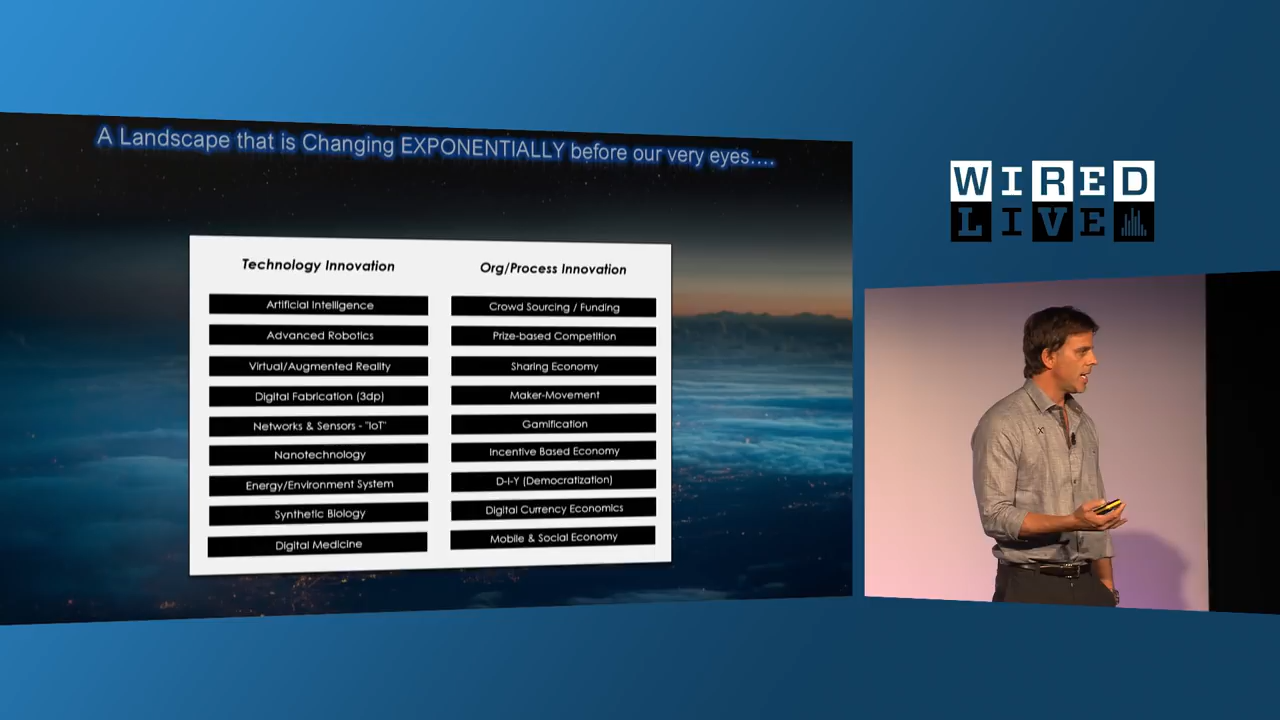 A Landscape that is Changing EXPONENTIALLY before our very eyes....
Technology Innovation
Artificial Intelligence
Advanced Robotics
Virtual/Augmented Reality
Digital Fabrication (3dp)
Networks & Sensors - "IoT"
Nanotechnology
Energy/Environment System
Synthetic Biology
Digital Medicine
Org/Process Innovation
Crowd Sourcing / Funding
Prize-based Competition
Sharing Economy
Maker-Movement
Gamification
Incentive Based Economy
D-I-Y (Democratization)
Digital Currency Economics
Mobile & Social Economy
WIRED
LIVE
X